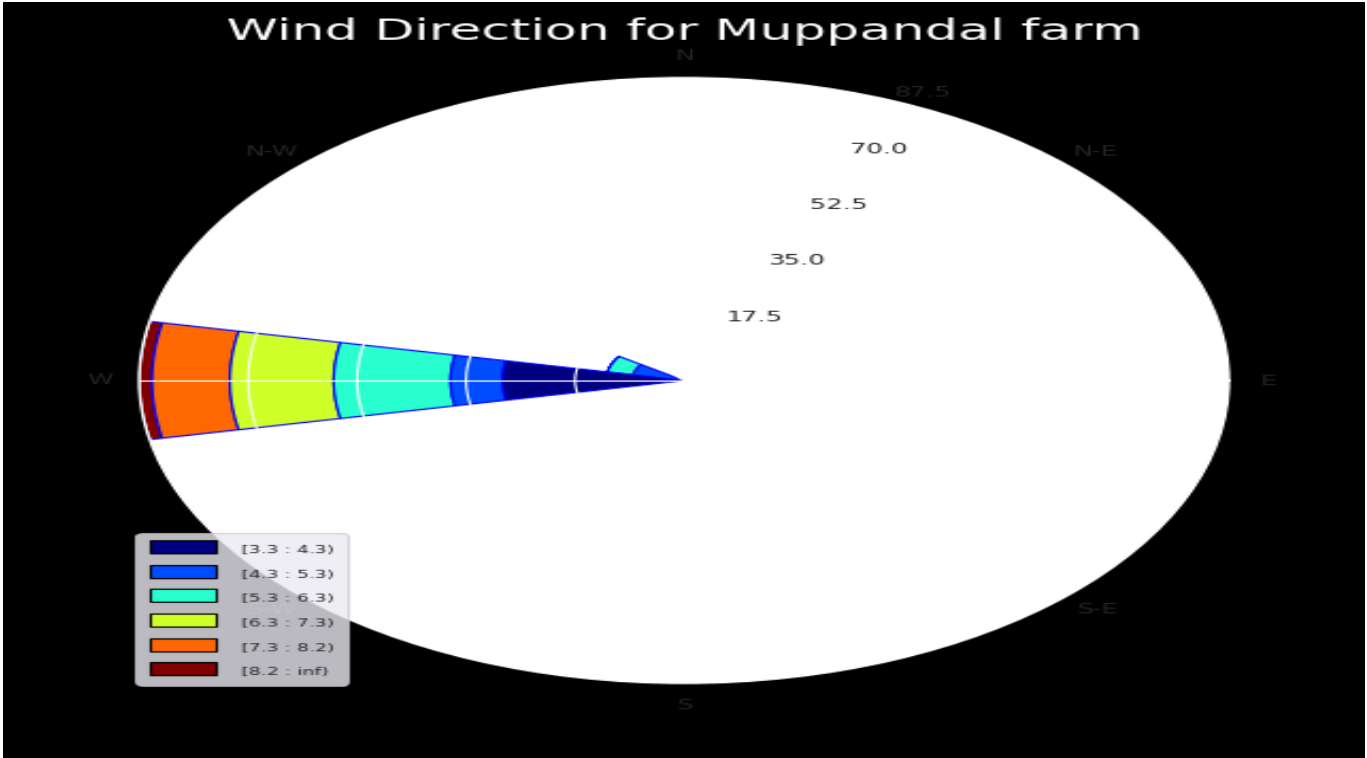 Wind Direction for Muppandal farm
N
87.5
N-W
70.0
N-E
52.5
35.0
17.5
W
E
[3.3 : 4.3)
[4.3 : 5.3)
[5.3 : 6.3)
S-W
S-E
[6.3 : 7.3)
[7.3 : 8.2)
[8.2 : inf)
S